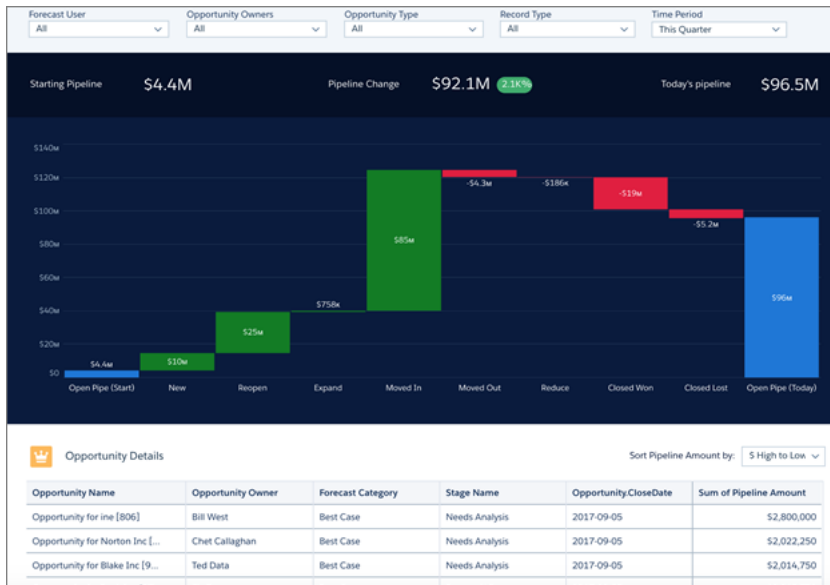 Forecast User Opportunity Owners Opportunity Type Record Type Time Period
All All All All This Quarter
Starting Pipeline $4.4M Pipeline Change $92.1M 2.1K% Today's pipeline $96.5M
$140M
$120M
-$4.3M -$186K
-$19M
$100M
-$5.2M
$80M
$85M
$60M
$96M
$40M
$758K
$25M
$20M
$4.4M $10M
$0
Open Pipe (Start) New Reopen Expand Moved In Moved Out Reduce Closed Won Closed Lost Open Pipe (Today)
Opportunity Details Sort Pipeline Amount by: $ High to Low
Opportunity Name Opportunity Owner Forecast Category Stage Name Opportunity.CloseDate Sum of Pipeline Amount
Opportunity for ine [806] Bill West Best Case Needs Analysis 2017-09-05 $2,800,000
Opportunity for Norton Inc [... Chet Callaghan Best Case Needs Analysis 2017-09-05 $2,022,250
Opportunity for Blake Inc [9... Ted Data Best Case Needs Analysis 2017-09-05 $2,014,750